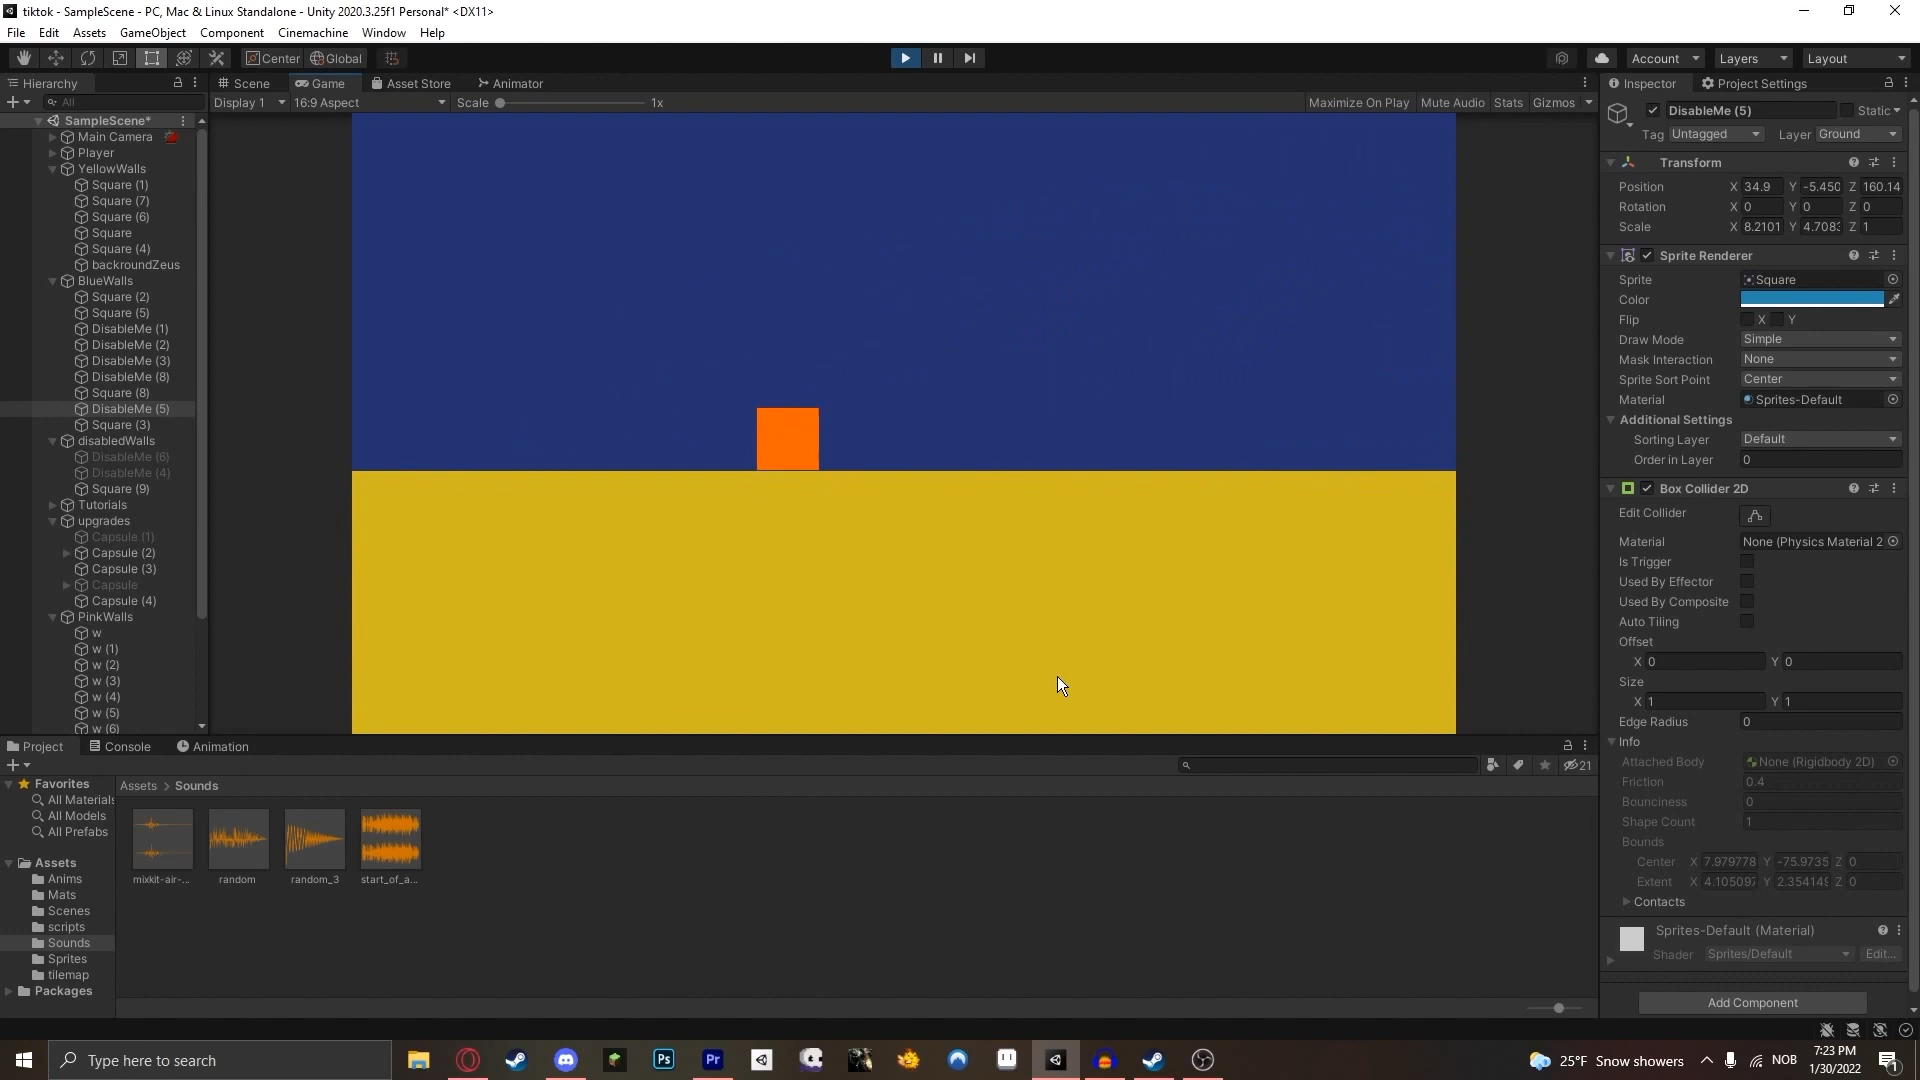 tiktok - SampleScene - PC, Mac & Linux Standalone - Unity 2020.3.25f1 Personal* <DX11>
File Edit Assets GameObject Component Cinemachine Window Help
Center Global Account Layers Layout
Hierarchy
All
SampleScene*
Main Camera
Player
YellowWalls
Square (1)
Square (7)
Square (6)
Square
Square (4)
backroundZeus
BlueWalls
Square (2)
Square (5)
DisableMe (1)
DisableMe (2)
DisableMe (3)
DisableMe (8)
Square (8)
DisableMe (5)
Square (3)
disabledWalls
DisableMe (6)
DisableMe (4)
Square (9)
Tutorials
upgrades
Capsule (1)
Capsule (2)
Capsule (3)
Capsule
Capsule (4)
PinkWalls
w
w (1)
w (2)
w (3)
w (4)
w (5)
w (6)
Scene Game Asset Store Animator
Display 1 16:9 Aspect Scale 1x Maximize On Play Mute Audio Stats Gizmos
Inspector Project Settings
DisableMe (5) Static
Tag Untagged Layer Ground
Transform
Position X 34.9 Y -5.450 Z 160.14
Rotation X 0 Y 0 Z 0
Scale X 8.2101 Y 4.7083 Z 1
Sprite Renderer
Sprite Square
Color
Flip X Y
Draw Mode Simple
Mask Interaction None
Sprite Sort Point Center
Material Sprites-Default
Additional Settings
Sorting Layer Default
Order in Layer 0
Box Collider 2D
Edit Collider
Material None (Physics Material 2
Is Trigger
Used By Effector
Used By Composite
Auto Tiling
Offset
X 0 Y 0
Size
X 1 Y 1
Edge Radius 0
Info
Attached Body None (Rigidbody 2D)
Friction 0.4
Bounciness 0
Shape Count 1
Bounds
Center X 7.979778 Y -75.9735 Z 0
Extent X 4.105097 Y 2.354149 Z 0
Contacts
Sprites-Default (Material)
Shader Sprites/Default Edit...
Add Component
Project Console Animation
21
Favorites
All Materials
All Models
All Prefabs
Assets
Anims
Mats
Scenes
scripts
Sounds
Sprites
tilemap
Packages
Assets > Sounds
mixkit-air-... random random_3 start_of_a...
Type here to search
Ps Pr
25°F Snow showers NOB 7:23 PM
1/30/2022
1